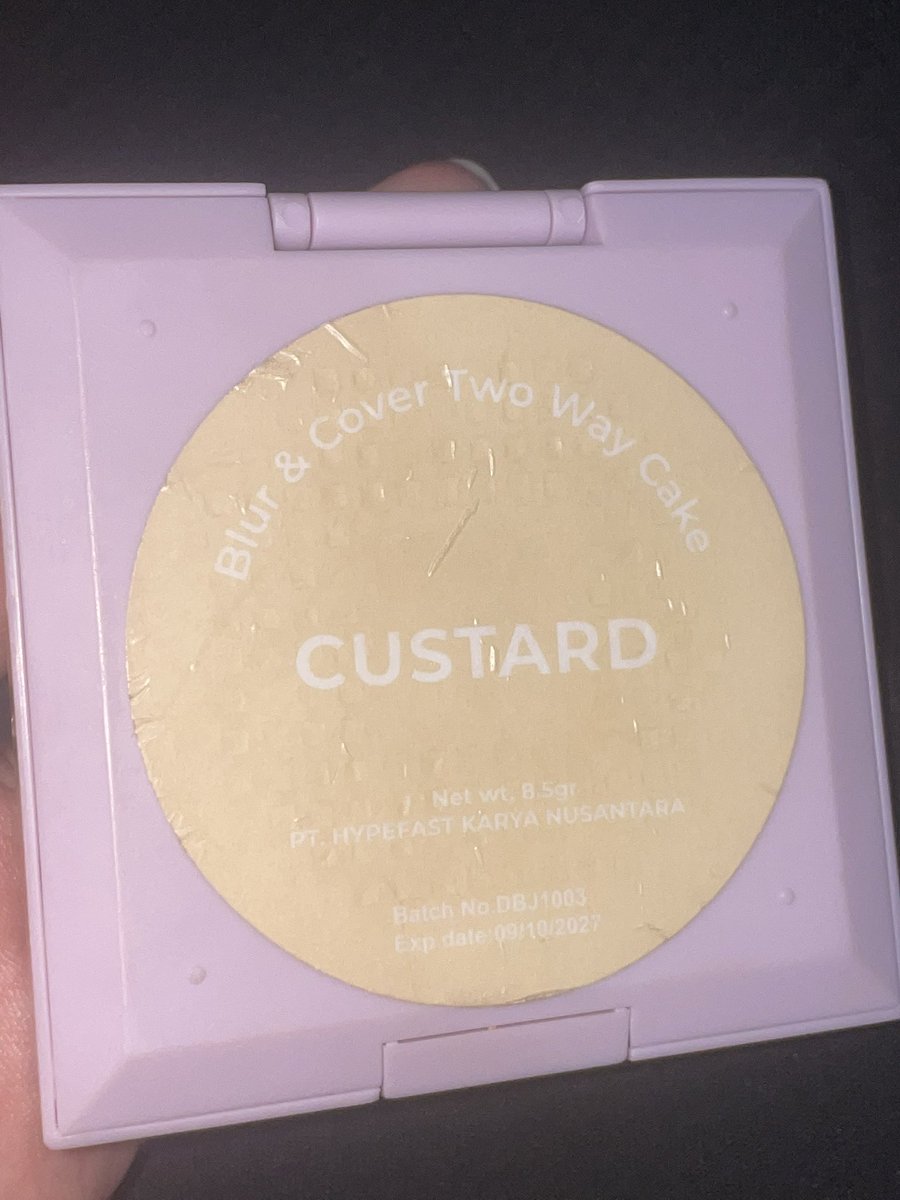 Blur & Cover Two Way Cake
CUSTARD
Net wt. 8.5gr
PT. HYPEFAST KARYA NUSANTARA
Batch No.DBJ1003
Exp date:09/10/2027